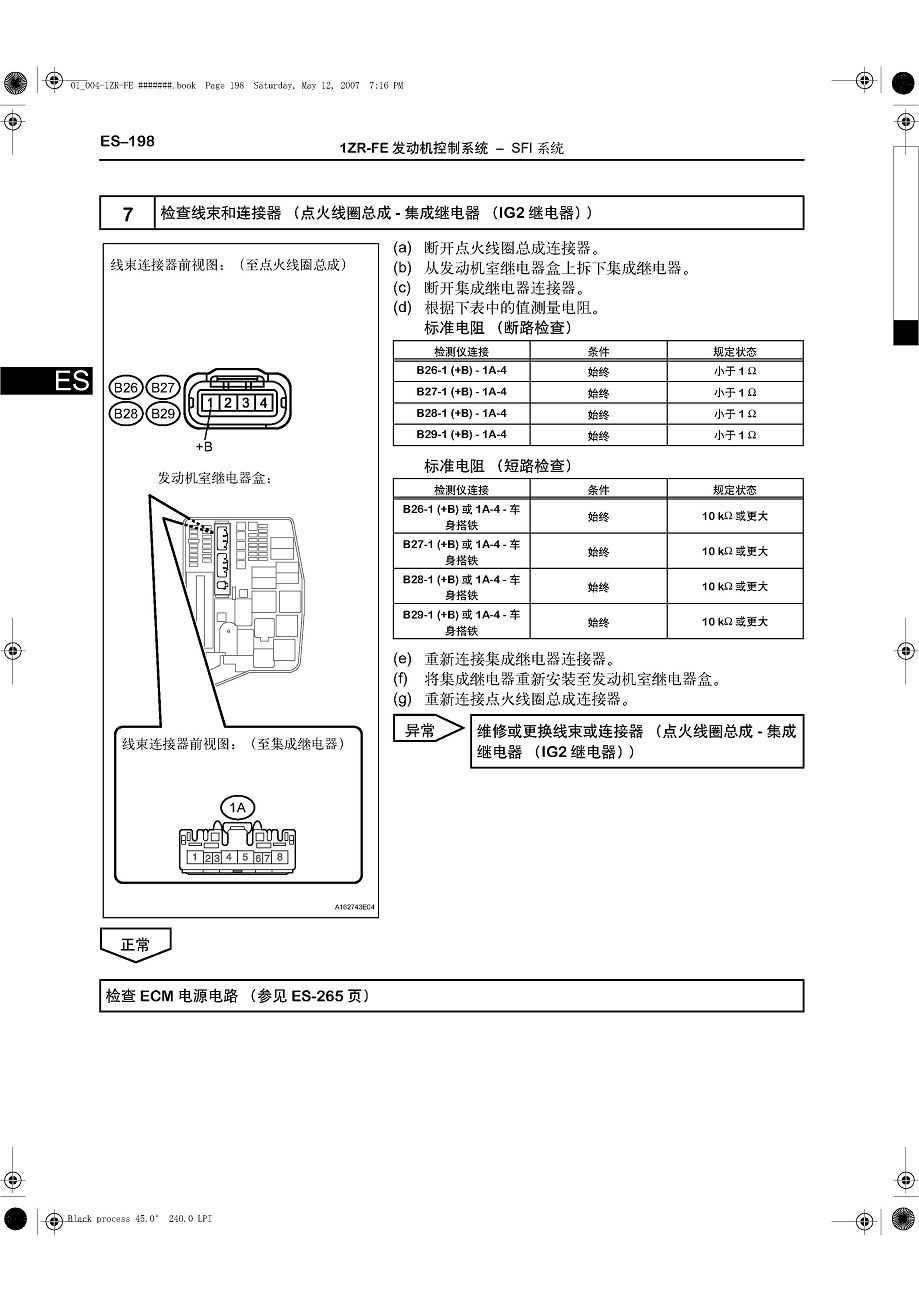 01_004-1ZR-FE #######.book  Page 198  Saturday, May 12, 2007  7:16 PM
ES–198
1ZR-FE 发动机控制系统 – SFI 系统
7
检查线束和连接器 （点火线圈总成 - 集成继电器 （IG2 继电器））
线束连接器前视图：（至点火线圈总成）
B26 B27
B28 B29
1 2 3 4
+B
发动机室继电器盒：
线束连接器前视图：（至集成继电器）
1A
1 2 3 4 5 6 7 8
A162743E04
ES
(a) 断开点火线圈总成连接器。
(b) 从发动机室继电器盒上拆下集成继电器。
(c) 断开集成继电器连接器。
(d) 根据下表中的值测量电阻。
标准电阻 （断路检查）
检测仪连接 条件 规定状态
B26-1 (+B) - 1A-4 始终 小于 1 Ω
B27-1 (+B) - 1A-4 始终 小于 1 Ω
B28-1 (+B) - 1A-4 始终 小于 1 Ω
B29-1 (+B) - 1A-4 始终 小于 1 Ω
标准电阻 （短路检查）
检测仪连接 条件 规定状态
B26-1 (+B) 或 1A-4 - 车
身搭铁 始终 10 kΩ 或更大
B27-1 (+B) 或 1A-4 - 车
身搭铁 始终 10 kΩ 或更大
B28-1 (+B) 或 1A-4 - 车
身搭铁 始终 10 kΩ 或更大
B29-1 (+B) 或 1A-4 - 车
身搭铁 始终 10 kΩ 或更大
(e) 重新连接集成继电器连接器。
(f) 将集成继电器重新安装至发动机室继电器盒。
(g) 重新连接点火线圈总成连接器。
异常
维修或更换线束或连接器 （点火线圈总成 - 集成
继电器 （IG2 继电器））
正常
检查 ECM 电源电路 （参见 ES-265 页）
Black process 45.0° 240.0 LPI